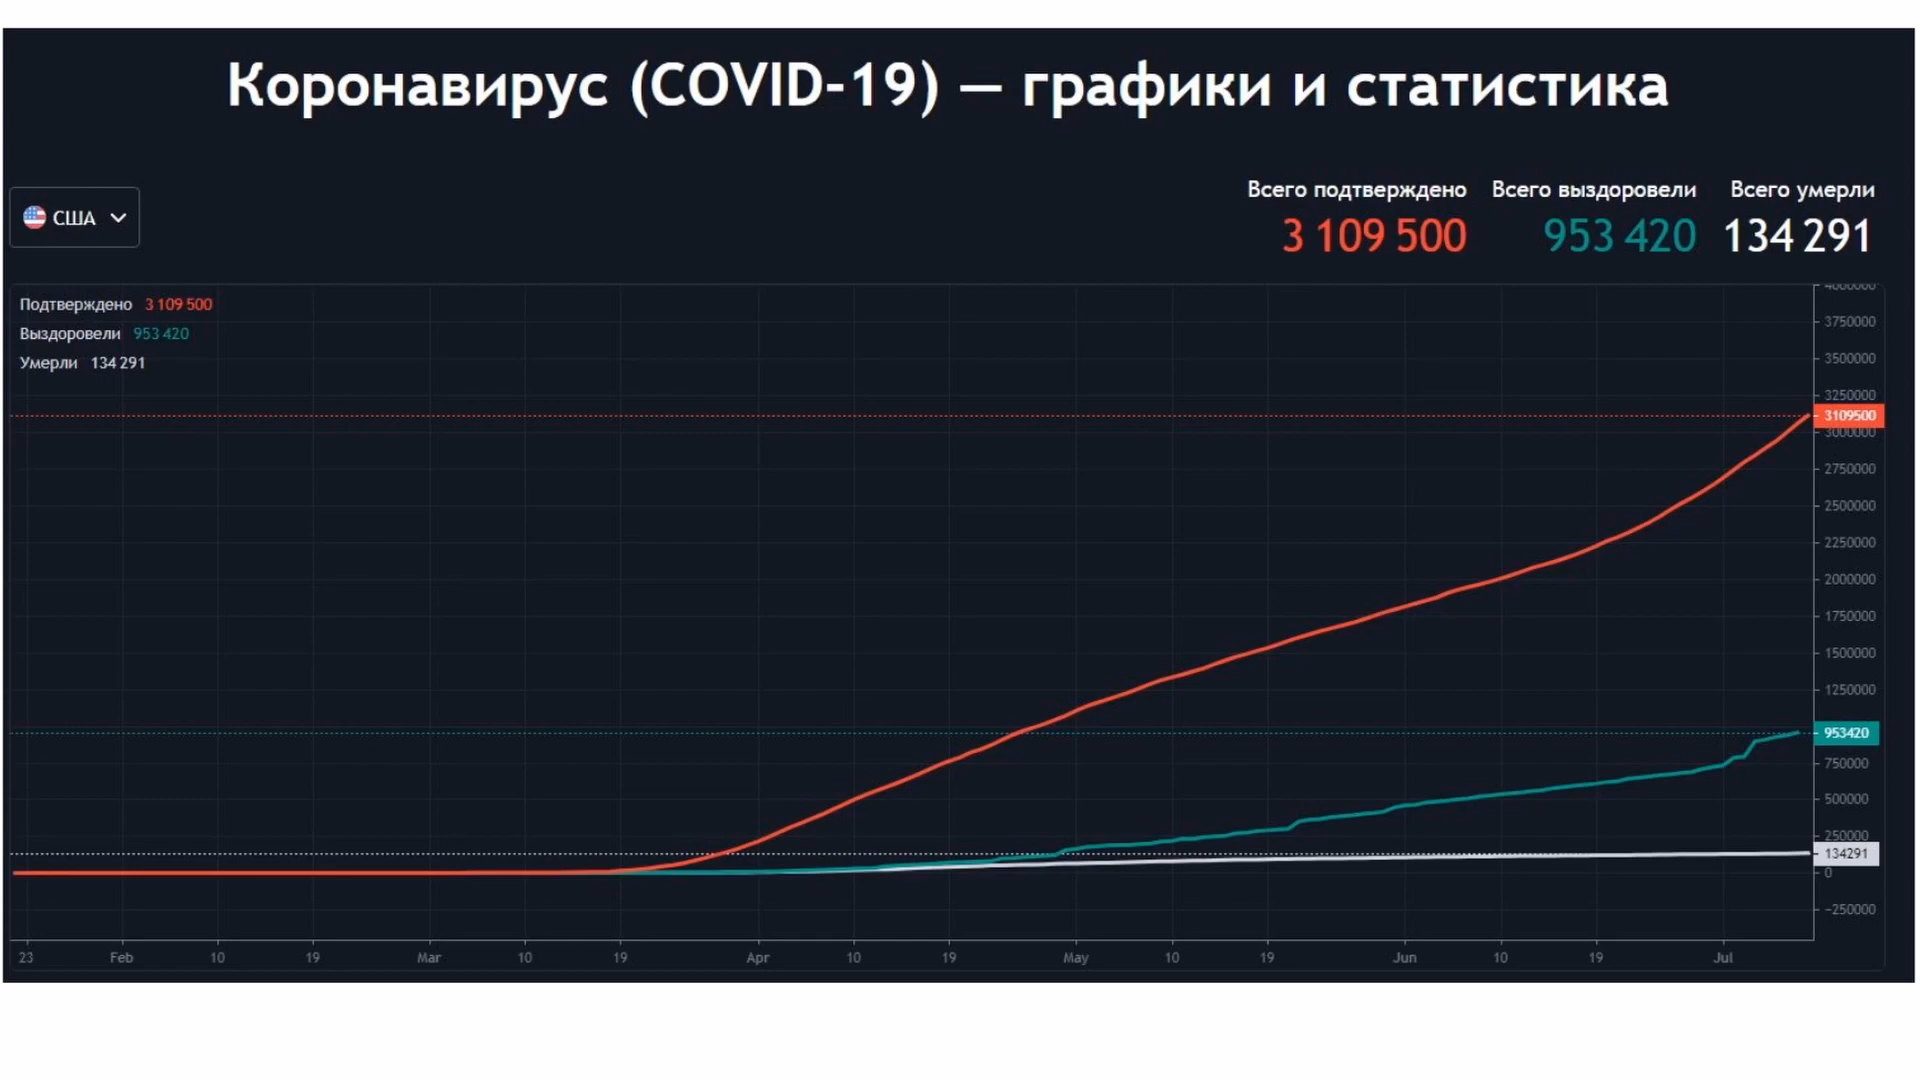 Коронавирус (COVID-19) — графики и статистика
США
Всего подтверждено Всего выздоровели Всего умерли
3 109 500 953 420 134 291
Подтверждено 3 109 500
Выздоровели 953 420
Умерли 134 291
4000000
3750000
3500000
3250000
3109500
3000000
2750000
2500000
2250000
2000000
1750000
1500000
1250000
953420
750000
500000
250000
134291
0
-250000
23 Feb 10 19 Mar 10 19 Apr 10 19 May 10 19 Jun 10 19 Jul